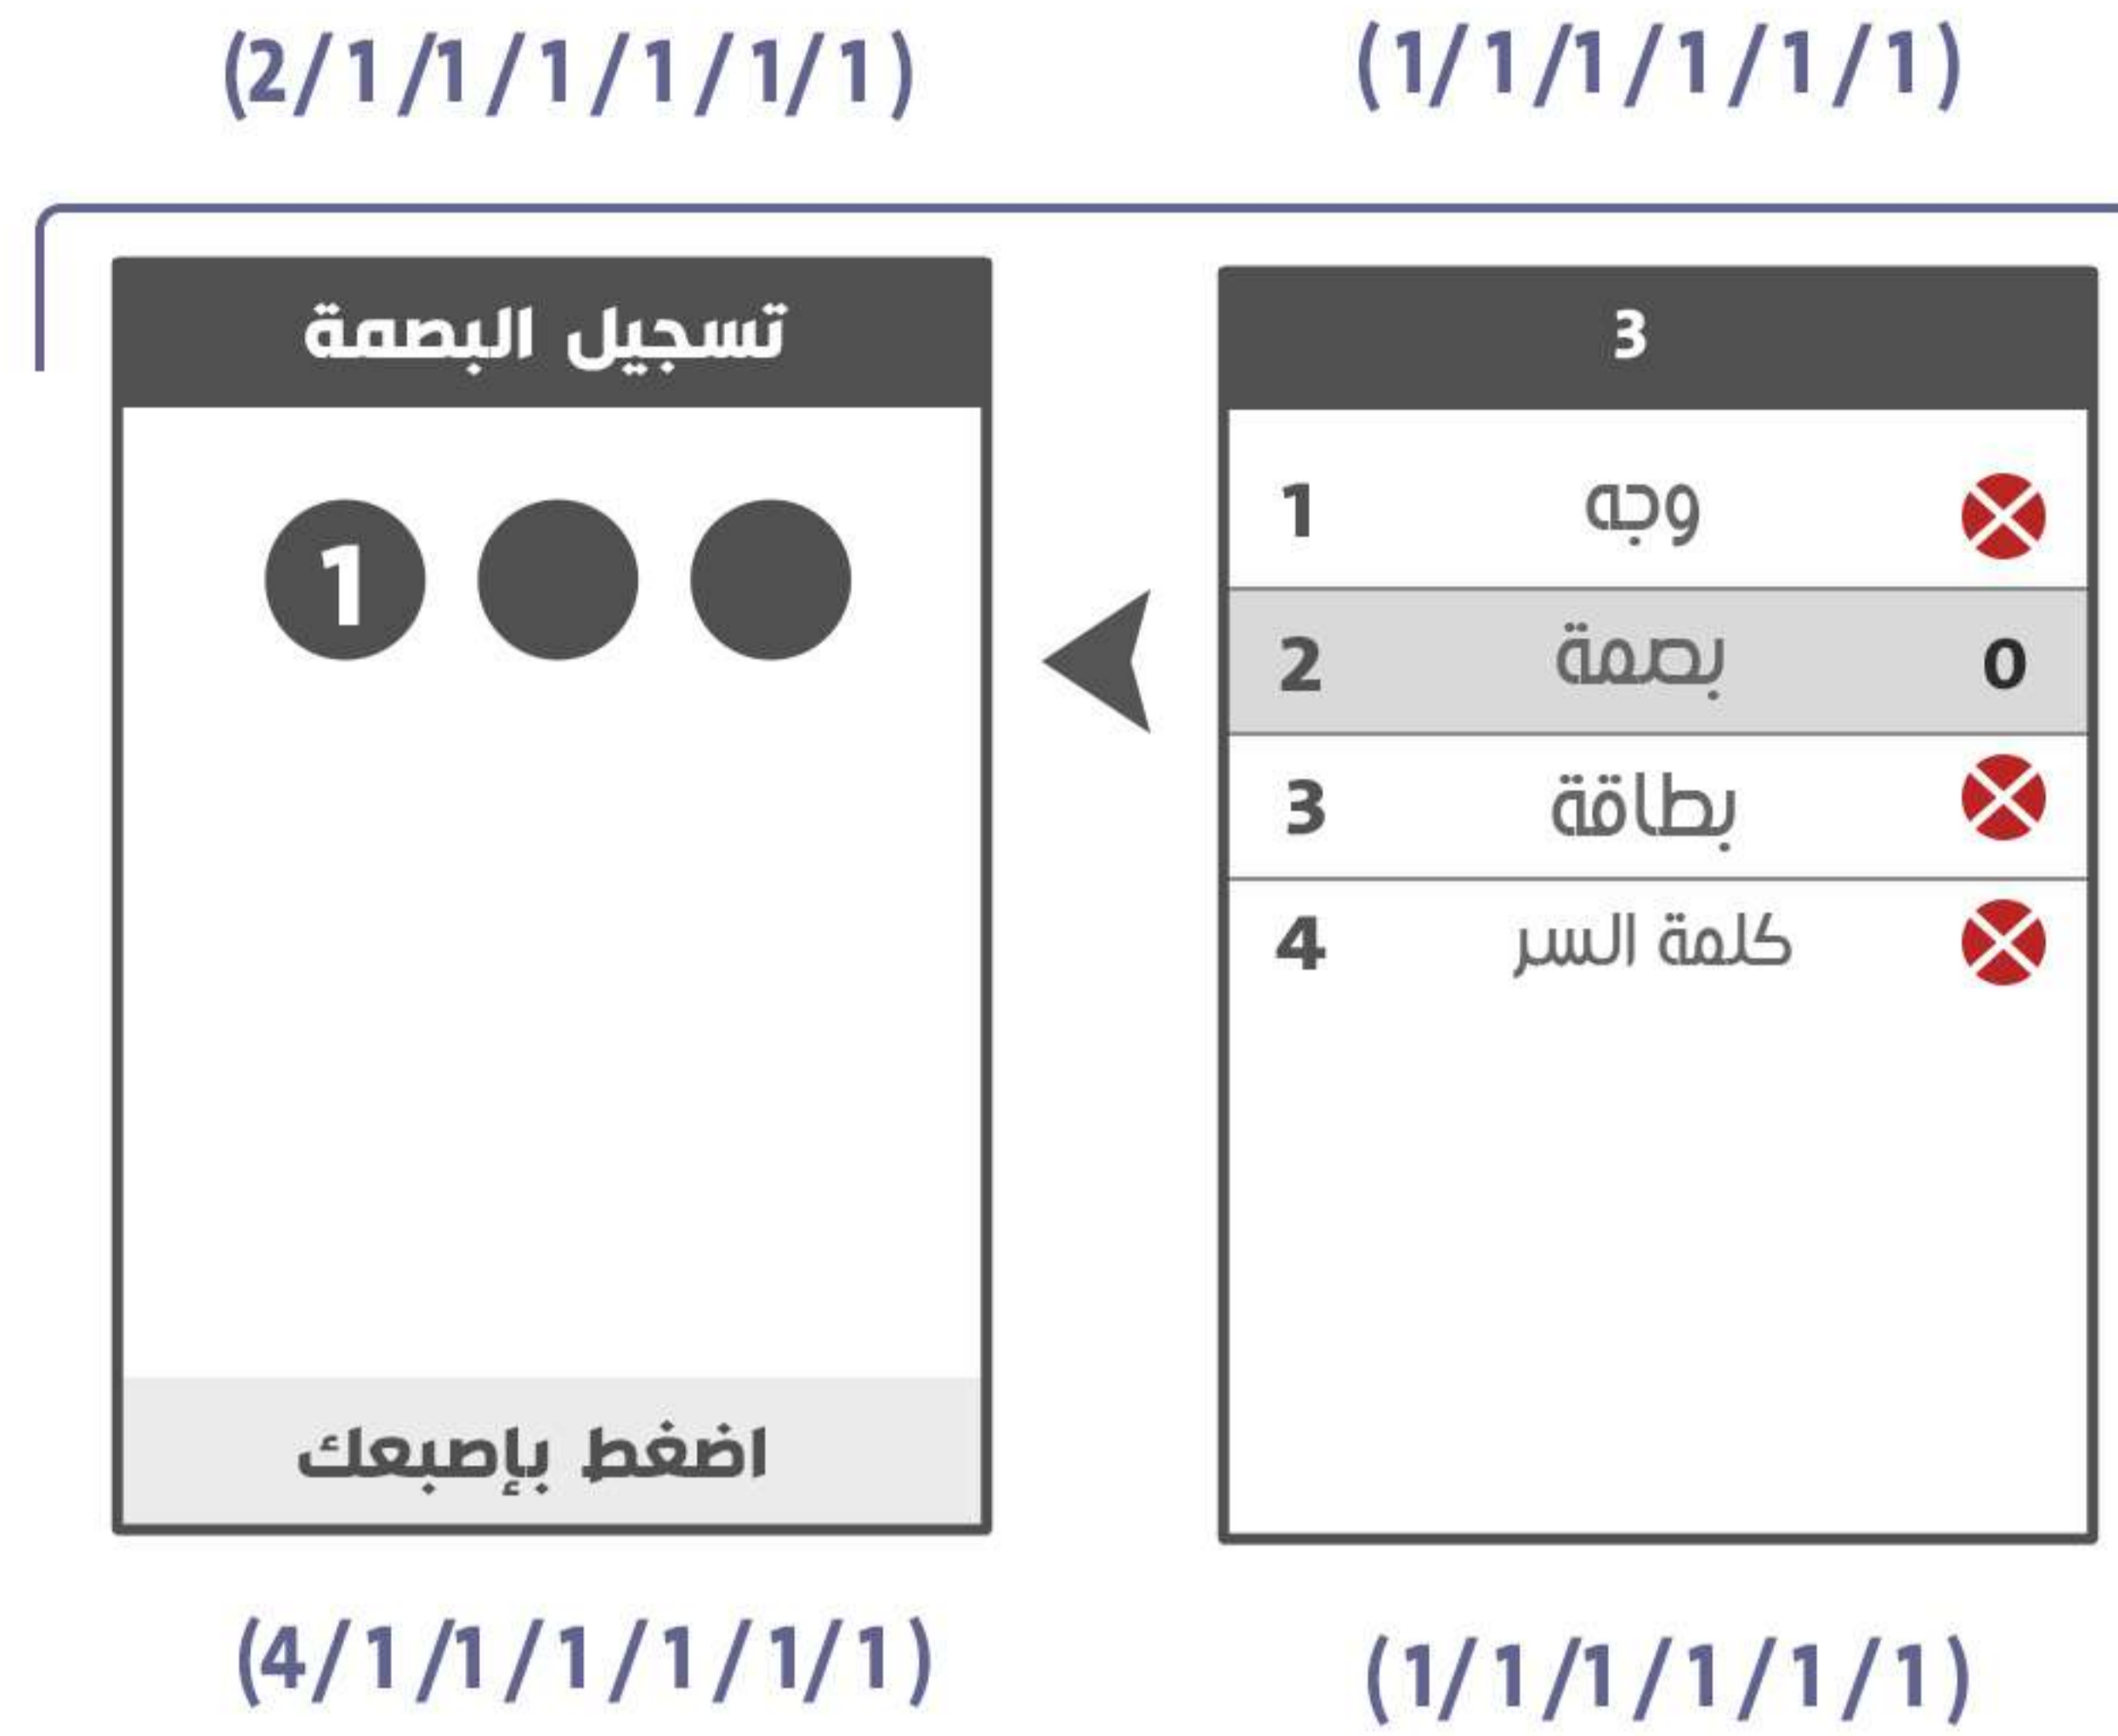 (1/1/1/1/1/1)
(2/1/1/1/1/1/1)
3
1 وجه
2 بصمة 0
3 بطاقة
4 كلمة السر
تسجيل البصمة
1
اضغط بإصبعك
(1/1/1/1/1/1)
(4/1/1/1/1/1/1)